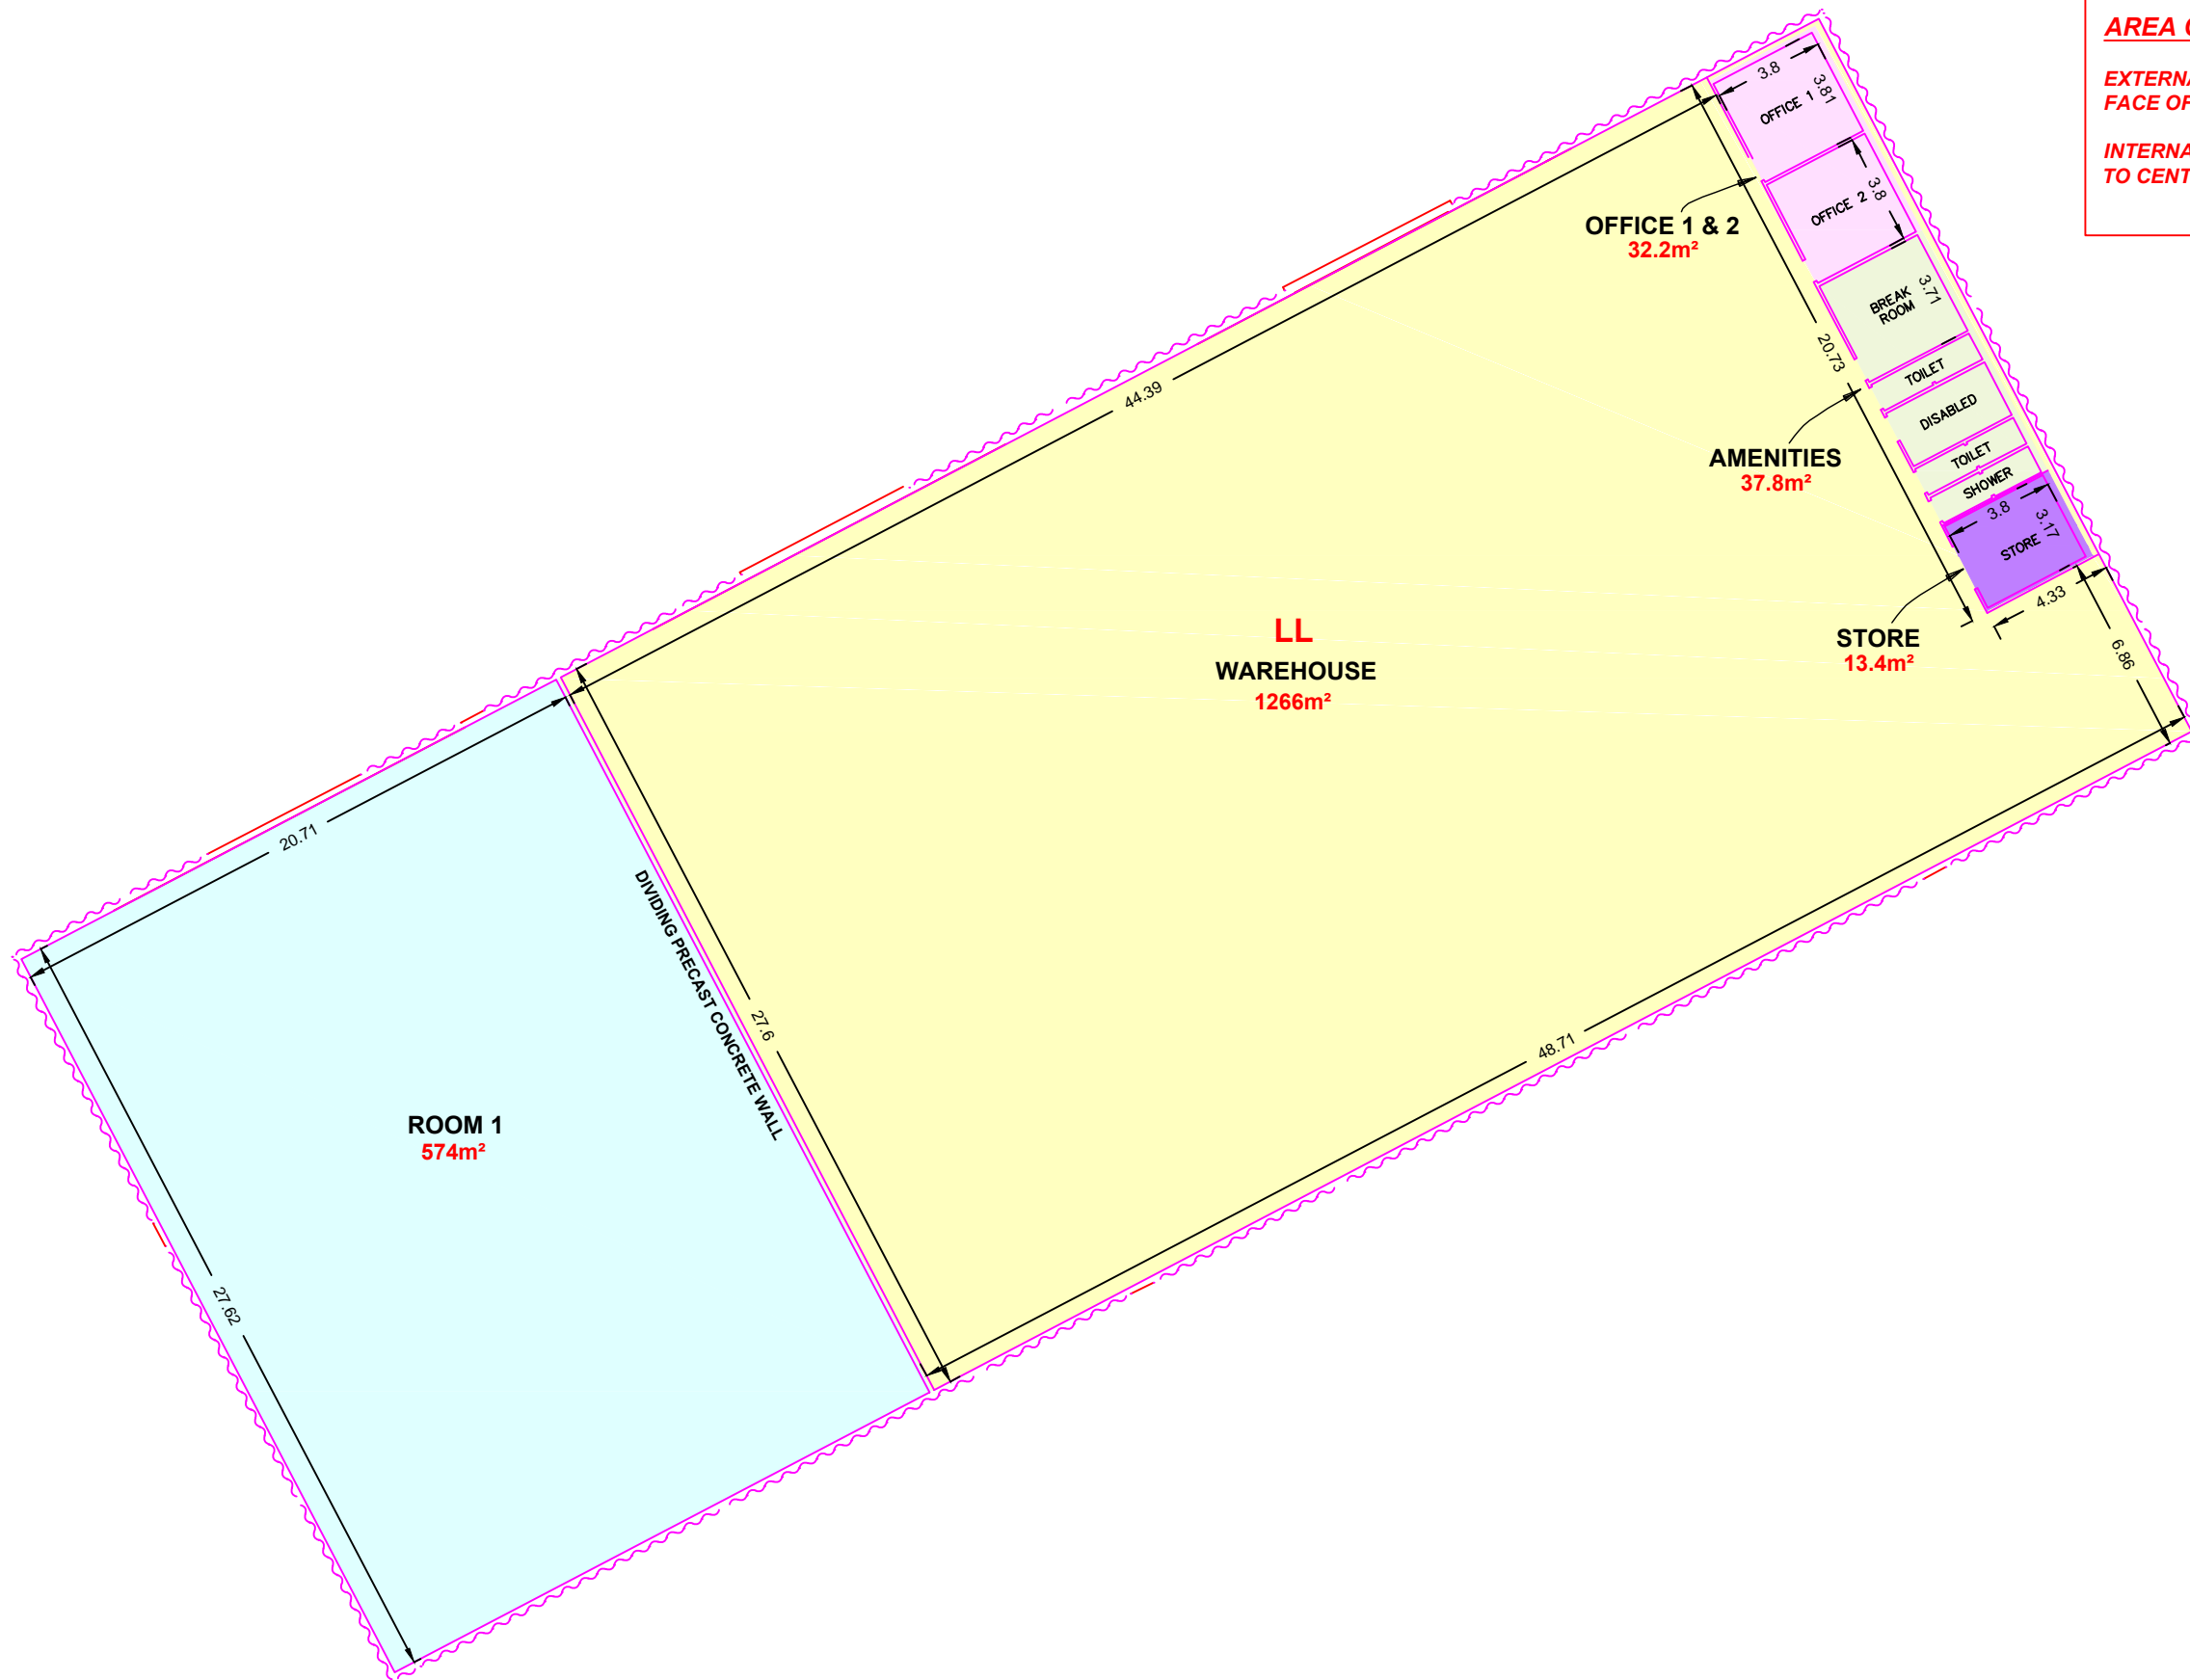 AREA
EXTERNA
FACE OF
INTERNA
TO CENT
3.8
3.81
OFFICE 1
3.8
OFFICE 2
OFFICE 1 & 2
32.2m²
3.71
BREAK
ROOM
20.73
TOILET
DISABLED
TOILET
SHOWER
AMENITIES
37.8m²
44.39
3.8
3.17
STORE
4.33
STORE
13.4m²
6.86
LL
WAREHOUSE
1266m²
20.71
DIVIDING PRECAST CONCRETE WALL
27.6
48.71
ROOM 1
574m²
27.62